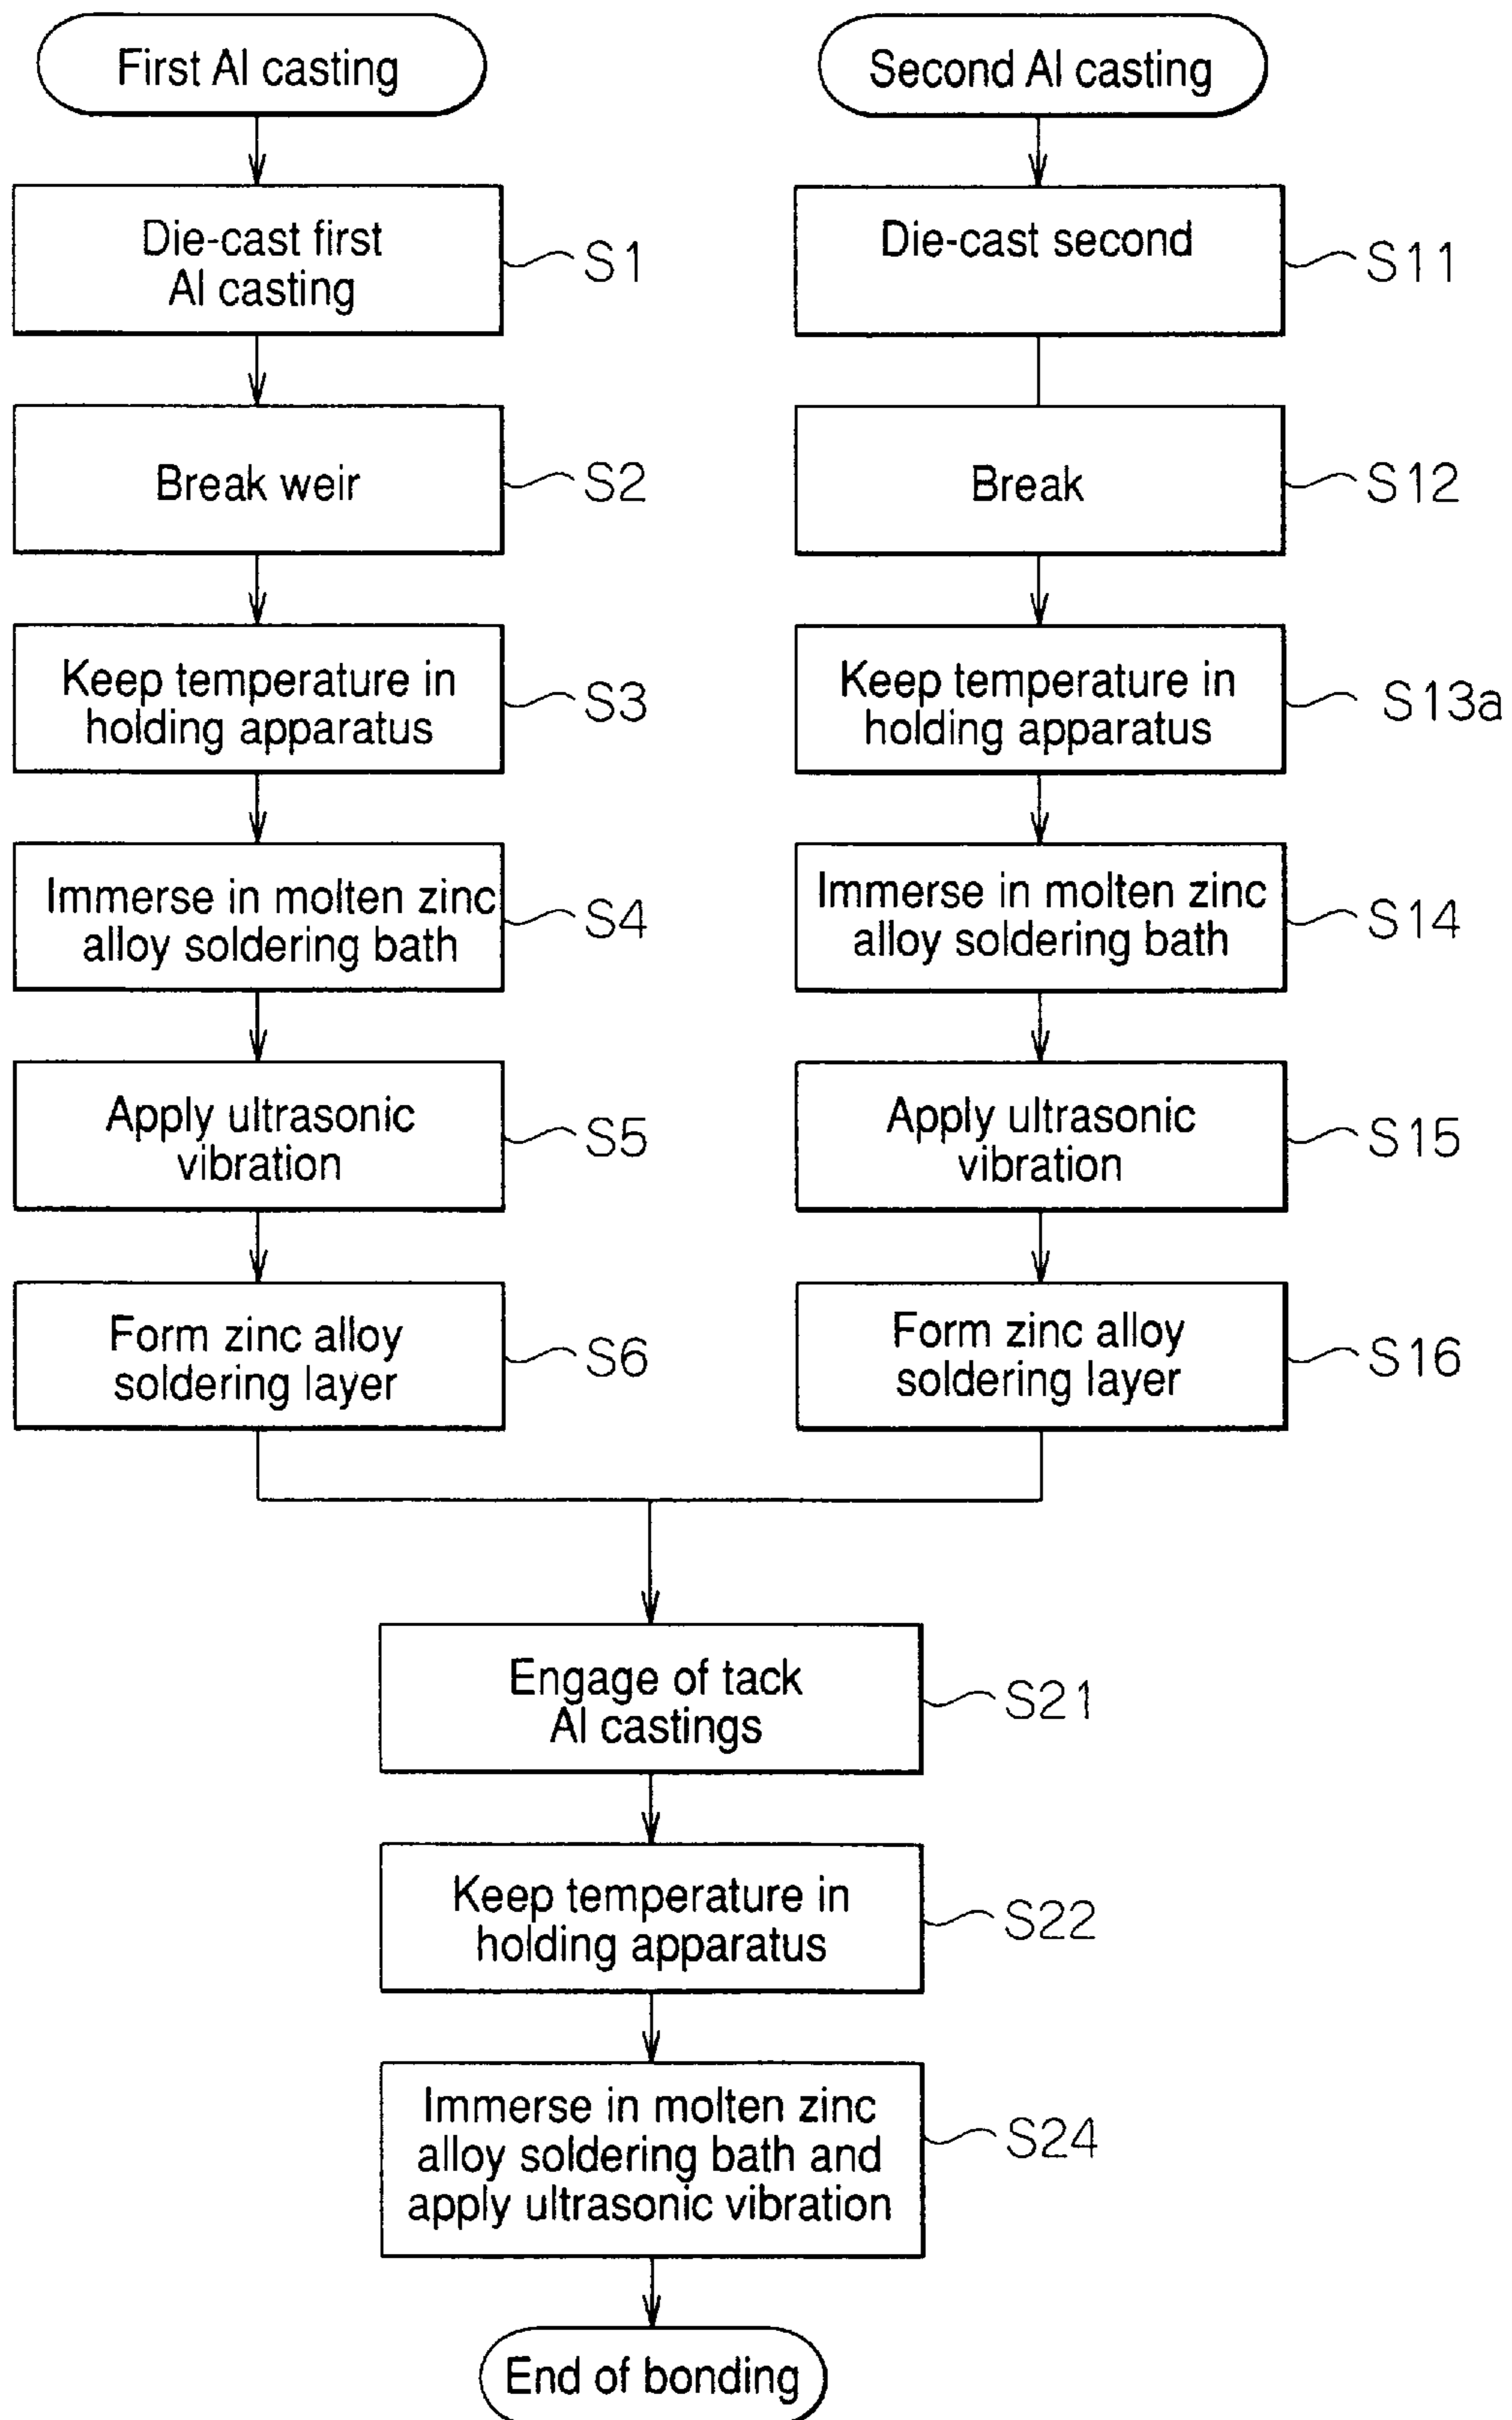 First Al casting
Die-cast first
Al casting
S1
Break weir
S2
Keep temperature in
holding apparatus
S3
Immerse in molten zinc
alloy soldering bath
S4
Apply ultrasonic
vibration
S5
Form zinc alloy
soldering layer
S6
Second Al casting
Die-cast second
S11
Break
S12
Keep temperature in
holding apparatus
S13a
Immerse in molten zinc
alloy soldering bath
S14
Apply ultrasonic
vibration
S15
Form zinc alloy
soldering layer
S16
Engage of tack
Al castings
S21
Keep temperature in
holding apparatus
S22
Immerse in molten zinc
alloy soldering bath and
apply ultrasonic vibration
S24
End of bonding